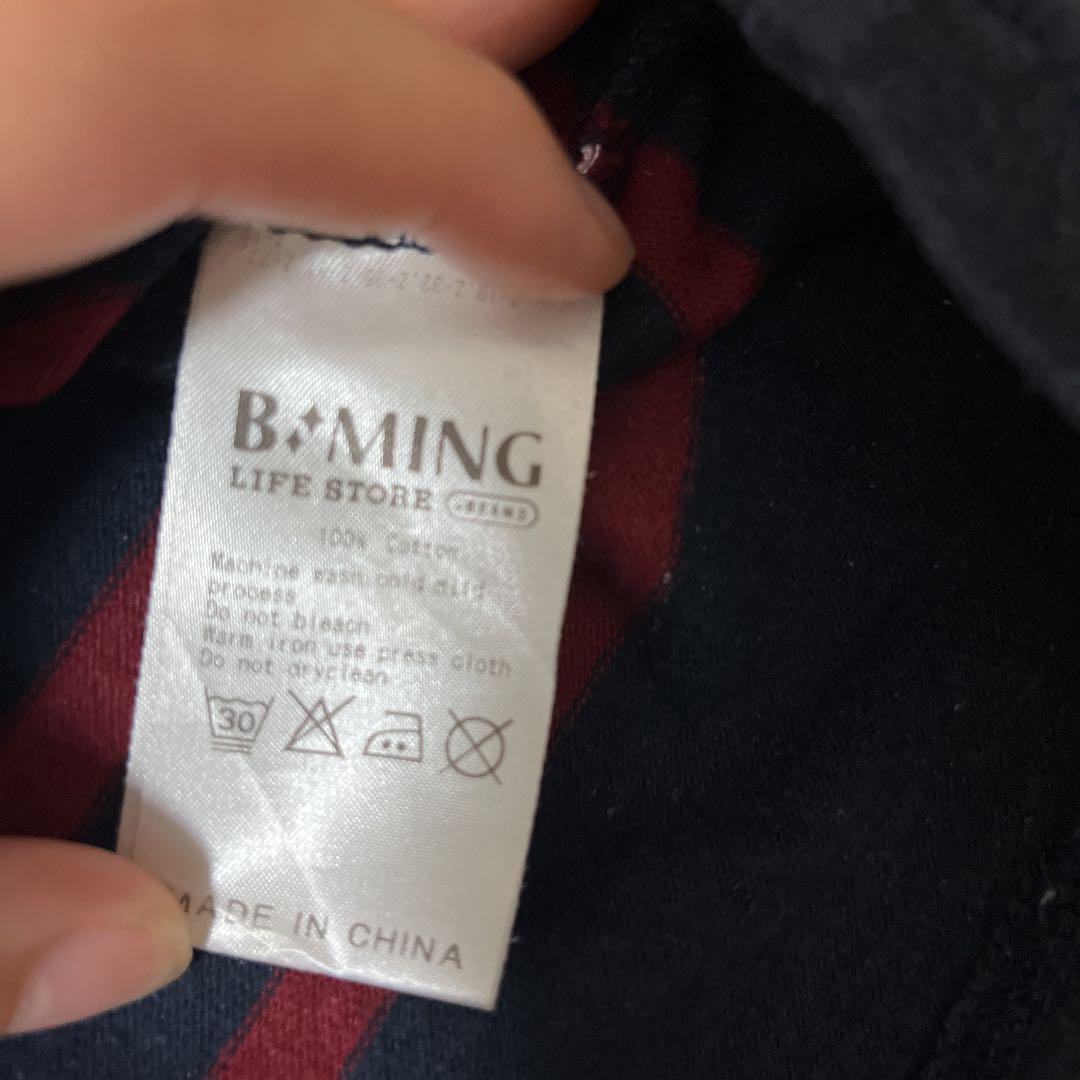 B MING
LIFE STORE
BEAMS
100% Cotton
Machine wash cold mild
process
Do not bleach
Warm iron use press cloth
Do not dryclean
30
MADE IN CHINA